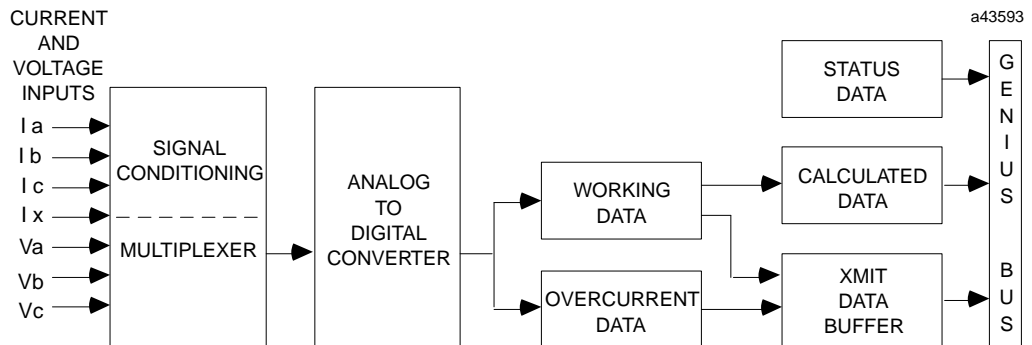 CURRENT
AND
VOLTAGE
INPUTS
I a
I b
I c
I x
Va
Vb
Vc
SIGNAL
CONDITIONING
MULTIPLEXER
ANALOG
TO
DIGITAL
CONVERTER
WORKING
DATA
OVERCURRENT
DATA
STATUS
DATA
CALCULATED
DATA
XMIT
DATA
BUFFER
a43593
G
E
N
I
U
S
B
U
S